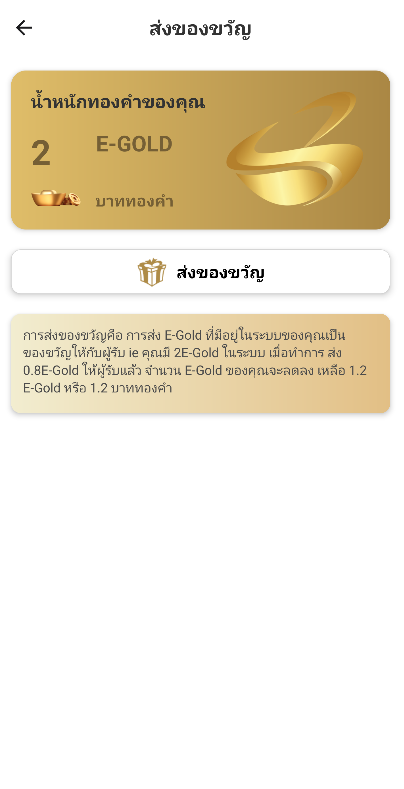 ส่งของขวัญ
น้ำหนักทองคำของคุณ
2 E-GOLD
บาททองคำ
ส่งของขวัญ
การส่งของขวัญคือ การส่ง E-Gold ที่มีอยู่ในระบบของคุณเป็น
ของขวัญให้กับผู้รับ ie คุณมี 2E-Gold ในระบบ เมื่อทำการ ส่ง
0.8E-Gold ให้ผู้รับแล้ว จำนวน E-Gold ของคุณจะลดลง เหลือ 1.2
E-Gold หรือ 1.2 บาททองคำ